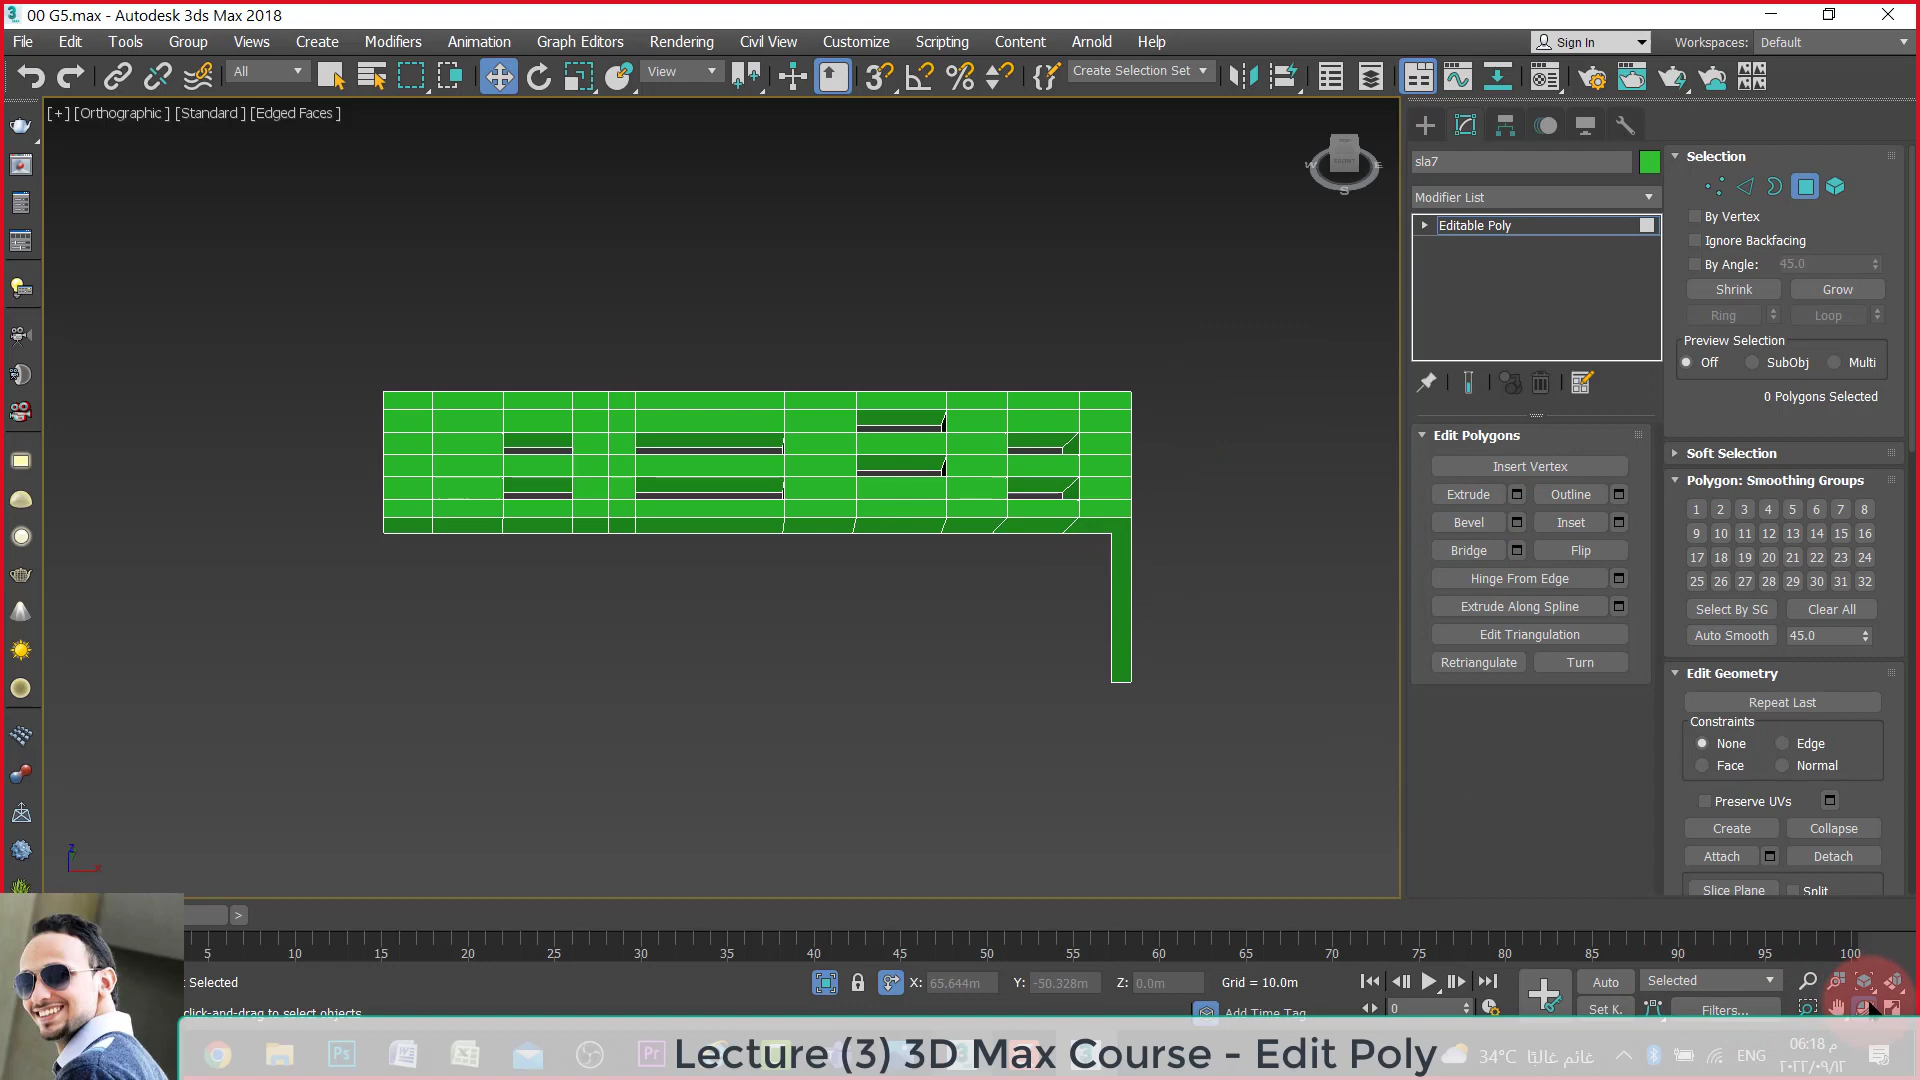 00 G5.max - Autodesk 3ds Max 2018
File Edit Tools Group Views Create Modifiers Animation Graph Editors Rendering Civil View Customize Scripting Content Arnold Help
Sign In Workspaces: Default
All View Create Selection Set
[+] [Orthographic ] [Standard ] [Edged Faces ]
TOP
FRONT
W E
S
sla7
Modifier List
Editable Poly
Selection
By Vertex
Ignore Backfacing
By Angle: 45.0
Shrink Grow
Ring Loop
Preview Selection
Off SubObj Multi
0 Polygons Selected
Soft Selection
Edit Polygons
Insert Vertex
Extrude Outline
Bevel Inset
Bridge Flip
Hinge From Edge
Extrude Along Spline
Edit Triangulation
Retriangulate Turn
Polygon: Smoothing Groups
1 2 3 4 5 6 7 8
9 10 11 12 13 14 15 16
17 18 19 20 21 22 23 24
25 26 27 28 29 30 31 32
Select By SG Clear All
Auto Smooth 45.0
Edit Geometry
Repeat Last
Constraints
None Edge
Face Normal
Preserve UVs
Create Collapse
Attach Detach
Slice Plane Split
z
x
>
5 10 15 20 25 30 35 40 45 50 55 60 65 70 75 80 85 90 95 100
Selected X: 65.644m Y: -50.328m Z: 0.0m Grid = 10.0m Auto Selected
click-and-drag to select objects Add Time Tag 0 Set K. Filters...
Lecture (3) 3D Max Course - Edit Poly
34°C غائم غالبًا ENG
06:18 م
٢٠٢٢/٠٩/١٢